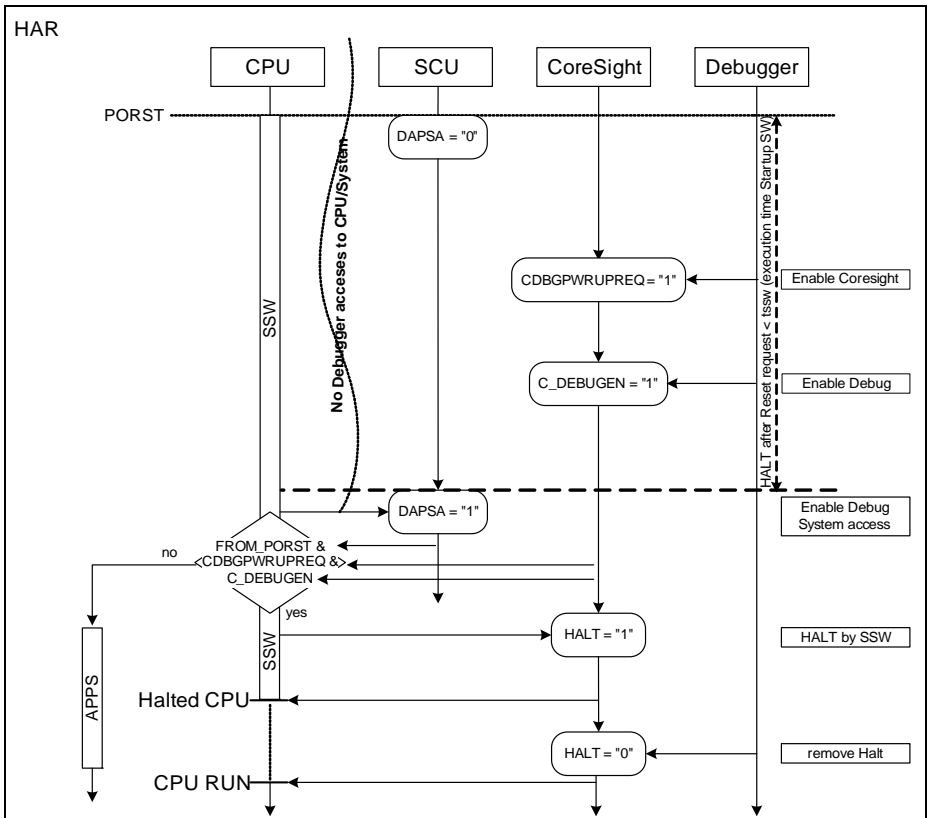 HAR
CPU
SCU
CoreSight
Debugger
PORST
DAPSA = "0"
No Debugger acceses to CPU/System
HALT after Reset request < tssw (execution time Startup SW)
SSW
CDBGPWRUPREQ = "1"
Enable Coresight
C_DEBUGEN = "1"
Enable Debug
DAPSA = "1"
Enable Debug
System access
no
FROM_PORST &
CDBGPWRUPREQ &
C_DEBUGEN
yes
SSW
HALT = "1"
HALT by SSW
APPS
Halted CPU
HALT = "0"
remove Halt
CPU RUN